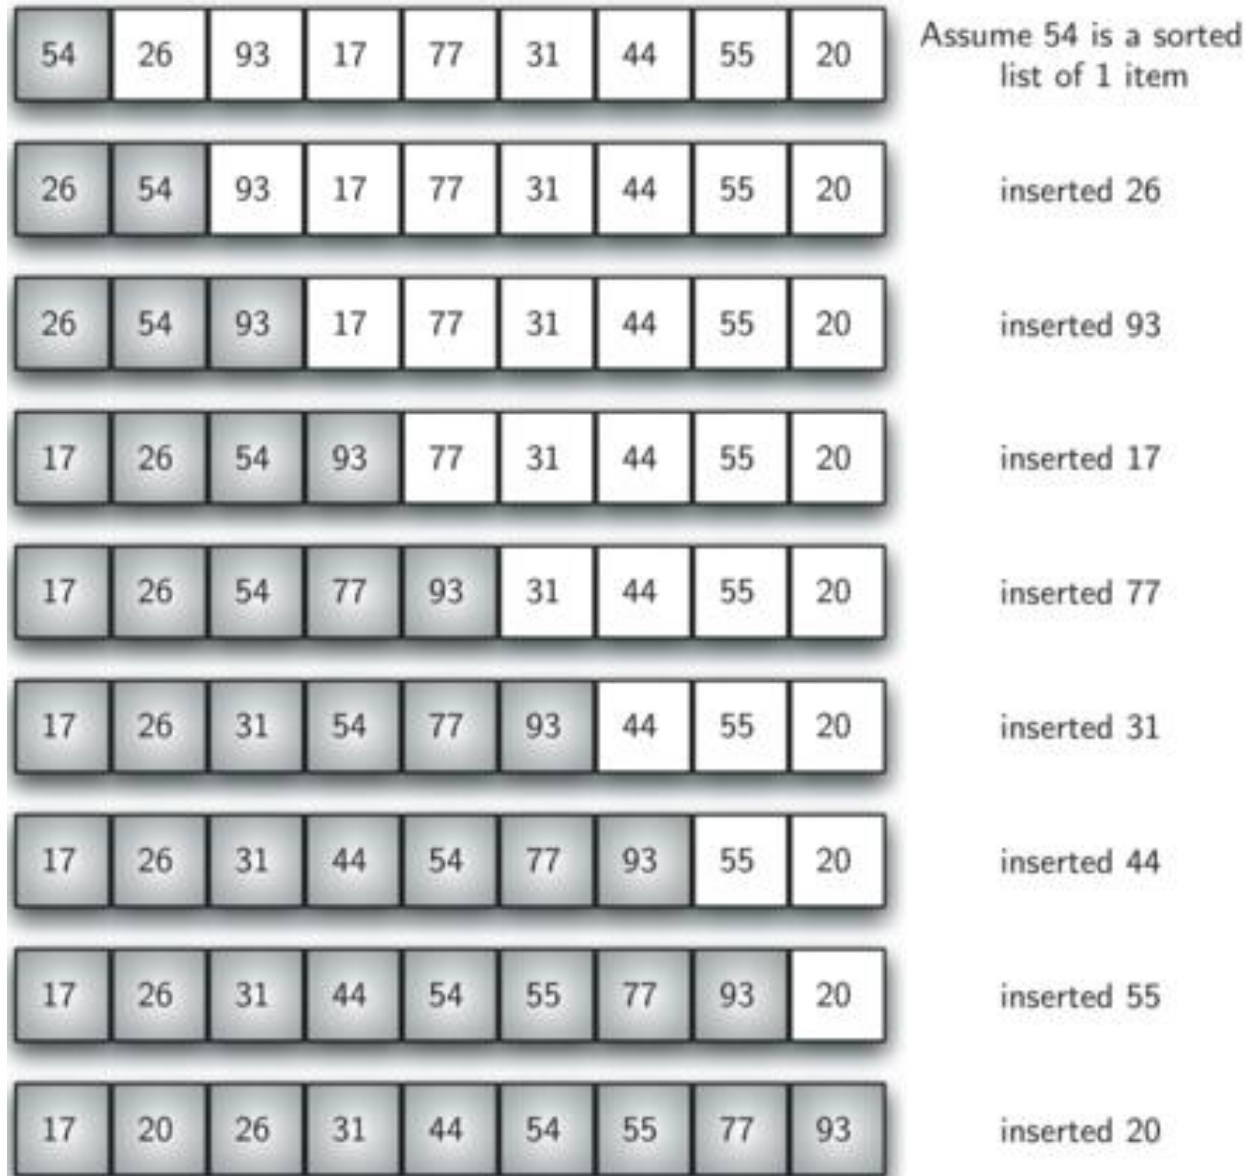 54 26 93 17 77 31 44 55 20 Assume 54 is a sorted
list of 1 item
26 54 93 17 77 31 44 55 20 inserted 26
26 54 93 17 77 31 44 55 20 inserted 93
17 26 54 93 77 31 44 55 20 inserted 17
17 26 54 77 93 31 44 55 20 inserted 77
17 26 31 54 77 93 44 55 20 inserted 31
17 26 31 44 54 77 93 55 20 inserted 44
17 26 31 44 54 55 77 93 20 inserted 55
17 20 26 31 44 54 55 77 93 inserted 20